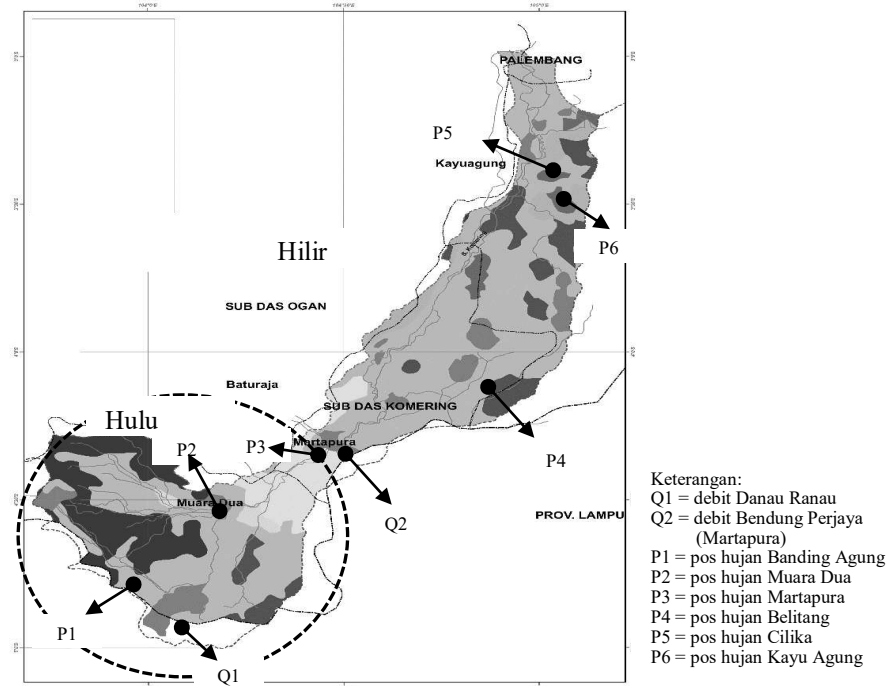 PALEMBANG
P5
Kayuagung
P6
Hilir
SUB DAS OGAN
Baturaja
SUB DAS KOMERING
Hulu
P2
P3
Martapura
P4
Muara Dua
Q2
PROV. LAMPU
P1
Q1
Keterangan:
Q1 = debit Danau Ranau
Q2 = debit Bendung Perjaya
(Martapura)
P1 = pos hujan Banding Agung
P2 = pos hujan Muara Dua
P3 = pos hujan Martapura
P4 = pos hujan Belitang
P5 = pos hujan Cilika
P6 = pos hujan Kayu Agung